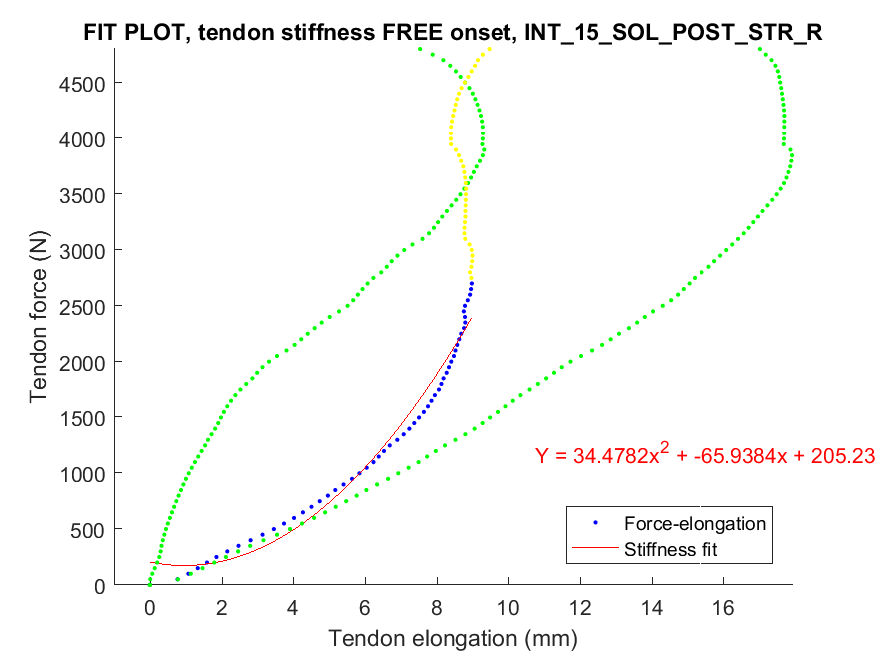 FIT PLOT, tendon stiffness FREE onset, INT_15_SOL_POST_STR_R
4500
4000
3500
3000
2500
2000
1500
1000
500
0
Tendon force (N)
Y = 34.4782x² + -65.9384x + 205.23
Force-elongation
Stiffness fit
0 2 4 6 8 10 12 14 16
Tendon elongation (mm)